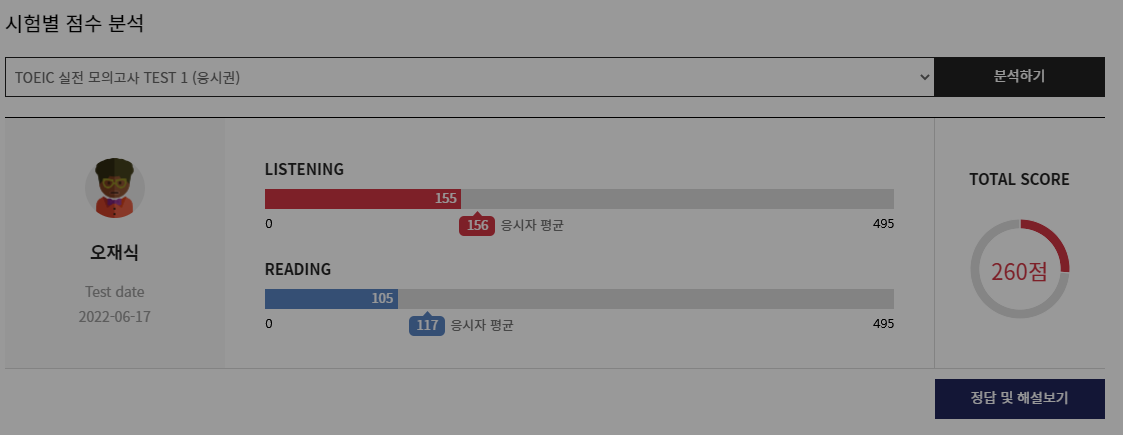 시험별 점수 분석
TOEIC 실전 모의고사 TEST 1 (응시권)
분석하기
오재식
Test date
2022-06-17
LISTENING
155
0
156 응시자 평균
495
READING
105
0
117 응시자 평균
495
TOTAL SCORE
260점
정답 및 해설보기